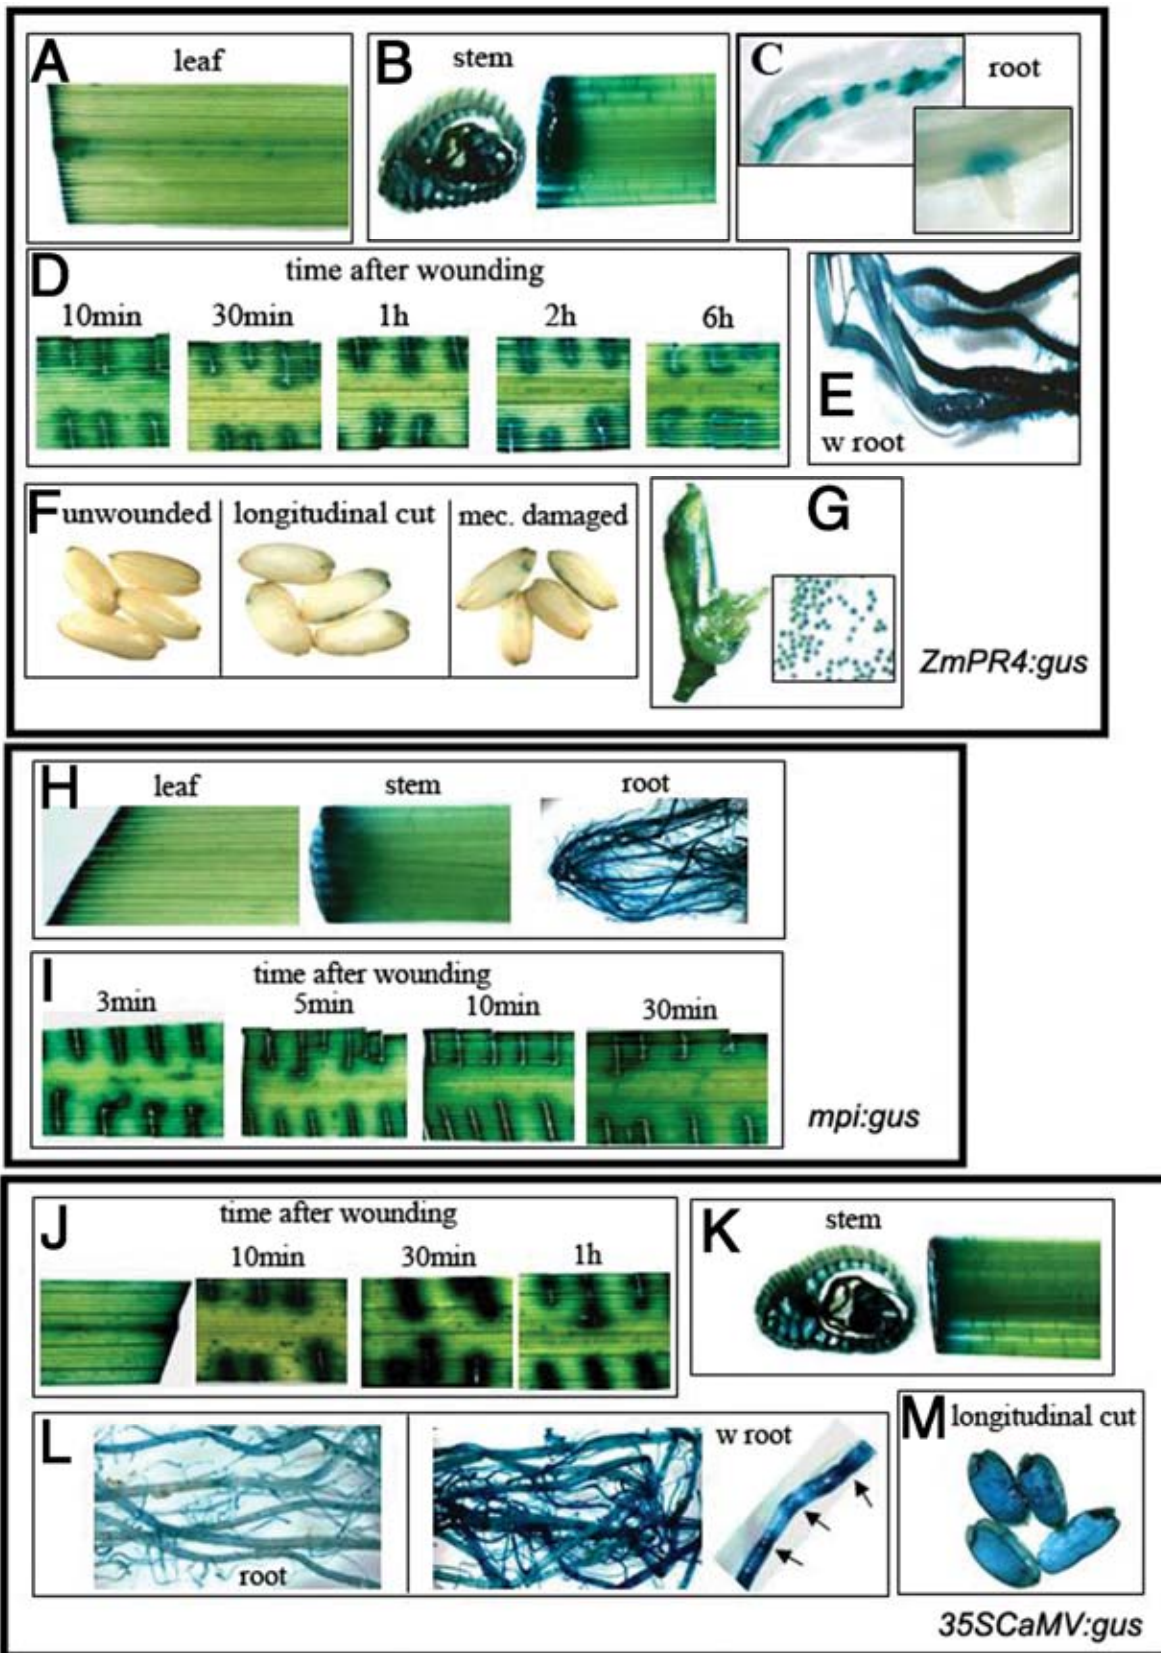 A
leaf
B
stem
C
root
D
time after wounding
10min
30min
1h
2h
6h
E
w root
F
unwounded
longitudinal cut
mec. damaged
G
ZmPR4:gus
H
leaf
stem
root
I
time after wounding
3min
5min
10min
30min
mpi:gus
J
time after wounding
10min
30min
1h
K
stem
L
root
w root
M
longitudinal cut
35SCaMV:gus